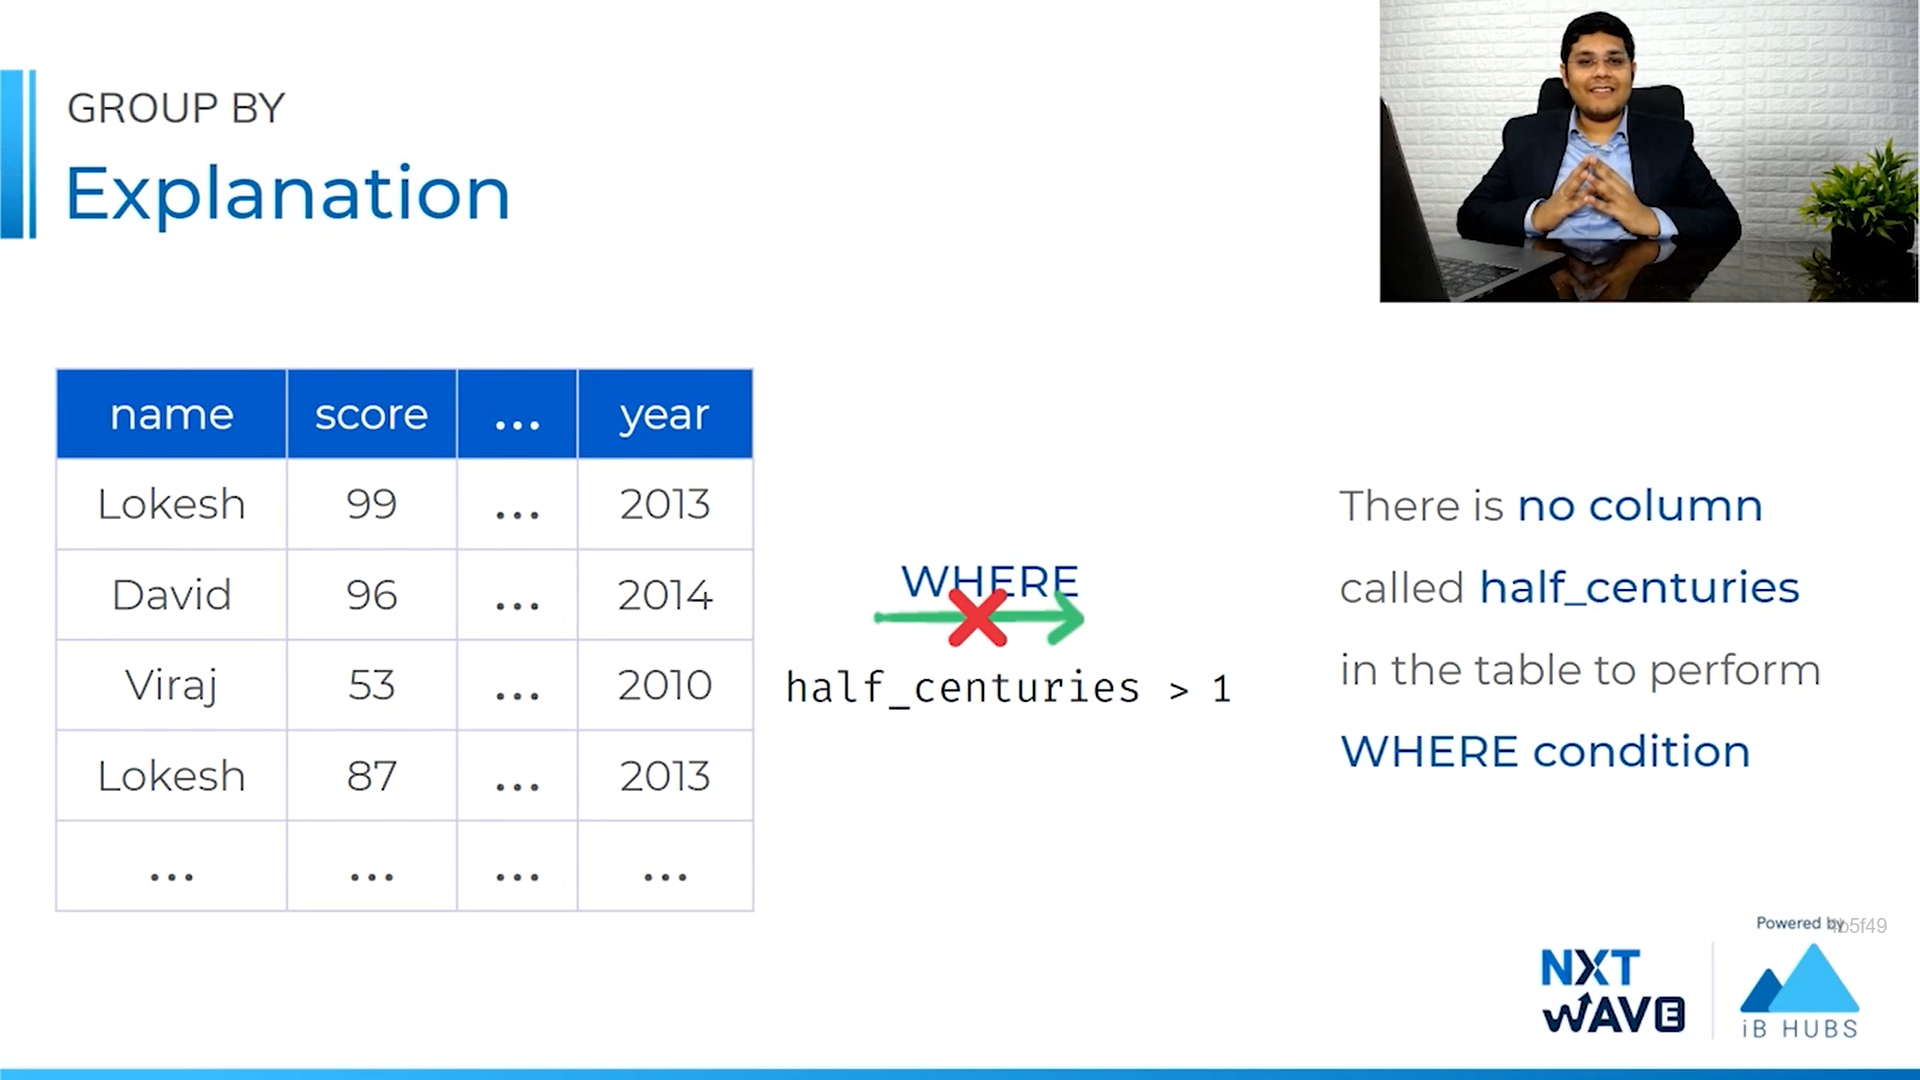 GROUP BY
Explanation
name score ... year
Lokesh 99 ... 2013
David 96 ... 2014
Viraj 53 ... 2010
Lokesh 87 ... 2013
... ... ... ...
WHERE
half_centuries > 1
There is no column
called half_centuries
in the table to perform
WHERE condition
Powered by
NXT
WAVE
iB HUBS